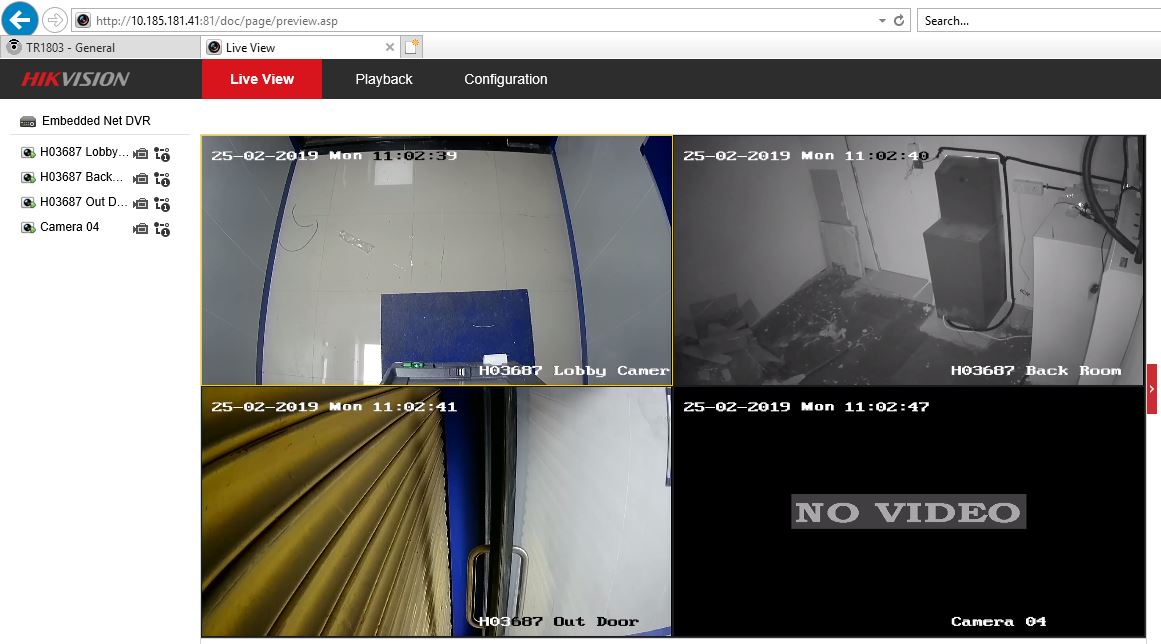 http://10.185.181.41:81/doc/page/preview.asp
Search...
TR1803 - General
Live View
HIKVISION
Live View
Playback
Configuration
Embedded Net DVR
H03687 Lobby...
H03687 Back...
H03687 Out D...
Camera 04
25-02-2019 Mon 11:02:39
H03687 Lobby Camer
25-02-2019 Mon 11:02:40
H03687 Back Room
25-02-2019 Mon 11:02:41
H03687 Out Door
25-02-2019 Mon 11:02:47
NO VIDEO
Camera 04